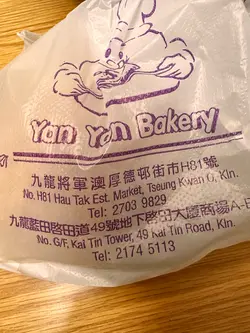 Yan Yan Bakery
九龍將軍澳厚德邨街市H81號
No. H81 Hau Tak Est. Market, Tseung Kwan O, Kln.
Tel: 2703 9829
九龍藍田啓田道49號地下啓田大廈商場A-E
No. G/F, Kai Tin Tower, 49 Kai Tin Road, Kln.
Tel: 2174 5113